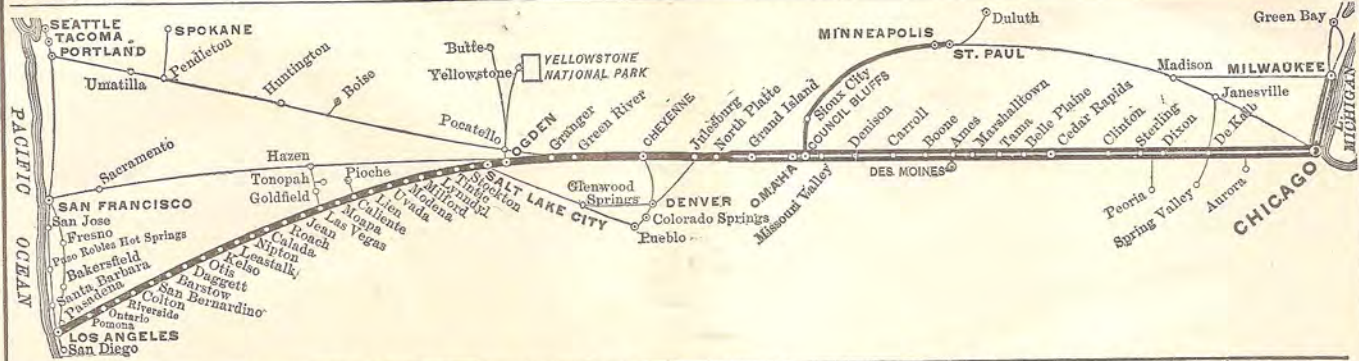 SEATTLE
TACOMA
PORTLAND
SPOKANE
Umatilla
Pendleton
Huntington
Boise
Butte
Yellowstone
YELLOWSTONE
NATIONAL PARK
Pocatello
OGDEN
Granger
Green River
CHEYENNE
Julesburg
North Platte
Grand Island
OMAHA
Sioux City
COUNCIL BLUFFS
Missouri Valley
Denison
Carroll
Boone
Ames
DES MOINES
Marshalltown
Tama
Belle Plaine
Cedar Rapids
Clinton
Sterling
Dixon
De Kalb
MINNEAPOLIS
ST. PAUL
Duluth
Green Bay
Madison
MILWAUKEE
Janesville
MICHIGAN
Peoria
Spring Valley
Aurora
CHICAGO
PACIFIC
OCEAN
Sacramento
Hazen
Tonopah
Goldfield
Pioche
SAN FRANCISCO
San Jose
Fresno
Paso Robles Hot Springs
Bakersfield
Santa Barbara
Pasadena
LOS ANGELES
San Diego
Pomona
Ontario
Riverside
Colton
San Bernardino
Barstow
Daggett
Otis
Kelso
Leastalk
Nipton
Calada
Roach
Jean
Las Vegas
Moapa
Caliente
Lien
Uvada
Modena
Milford
Lynndyl
Tintic
Stockton
SALT LAKE CITY
Glenwood
Springs
DENVER
Colorado Springs
Pueblo